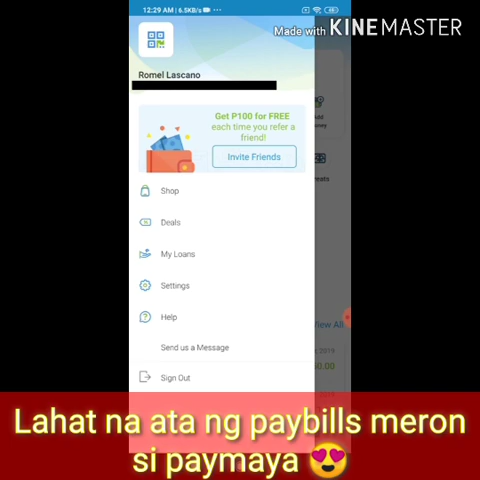 12:29 AM | 6.5KB/s
Made with KINEMASTER
Romel Lascano
Get P100 for FREE
each time you refer a
friend!
Invite Friends
Add
Shop
Deals
My Loans
Settings
Help
View All
2019
Send us a Message
Sign Out
Lahat na ata ng paybills meron
si paymaya 😍